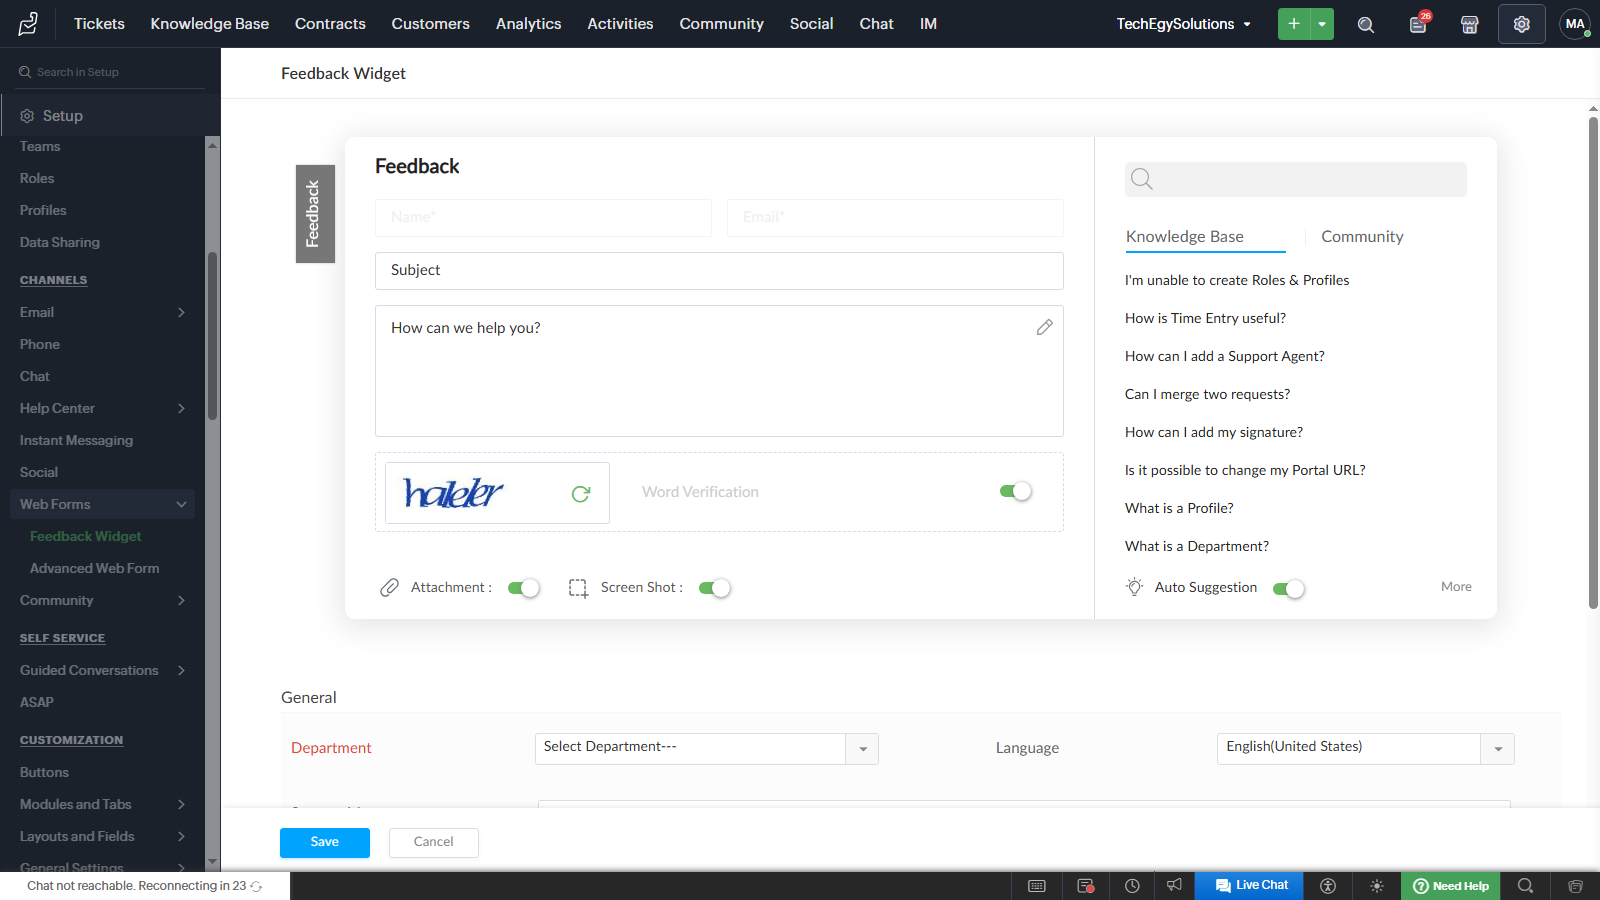 Tickets
Knowledge Base
Contracts
Customers
Analytics
Activities
Community
Social
Chat
IM
TechEgySolutions
26
MA
Search in Setup
Setup
Teams
Roles
Profiles
Data Sharing
CHANNELS
Email
Phone
Chat
Help Center
Instant Messaging
Social
Web Forms
Feedback Widget
Advanced Web Form
Community
SELF SERVICE
Guided Conversations
ASAP
CUSTOMIZATION
Buttons
Modules and Tabs
Layouts and Fields
General Settings
Chat not reachable. Reconnecting in 23
Feedback Widget
Feedback
Feedback
Name*
Email*
Subject
How can we help you?
haleler
Word Verification
Attachment :
Screen Shot :
Knowledge Base
Community
I'm unable to create Roles & Profiles
How is Time Entry useful?
How can I add a Support Agent?
Can I merge two requests?
How can I add my signature?
Is it possible to change my Portal URL?
What is a Profile?
What is a Department?
Auto Suggestion
More
General
Department
Select Department---
Language
English(United States)
Save
Cancel
Live Chat
Need Help